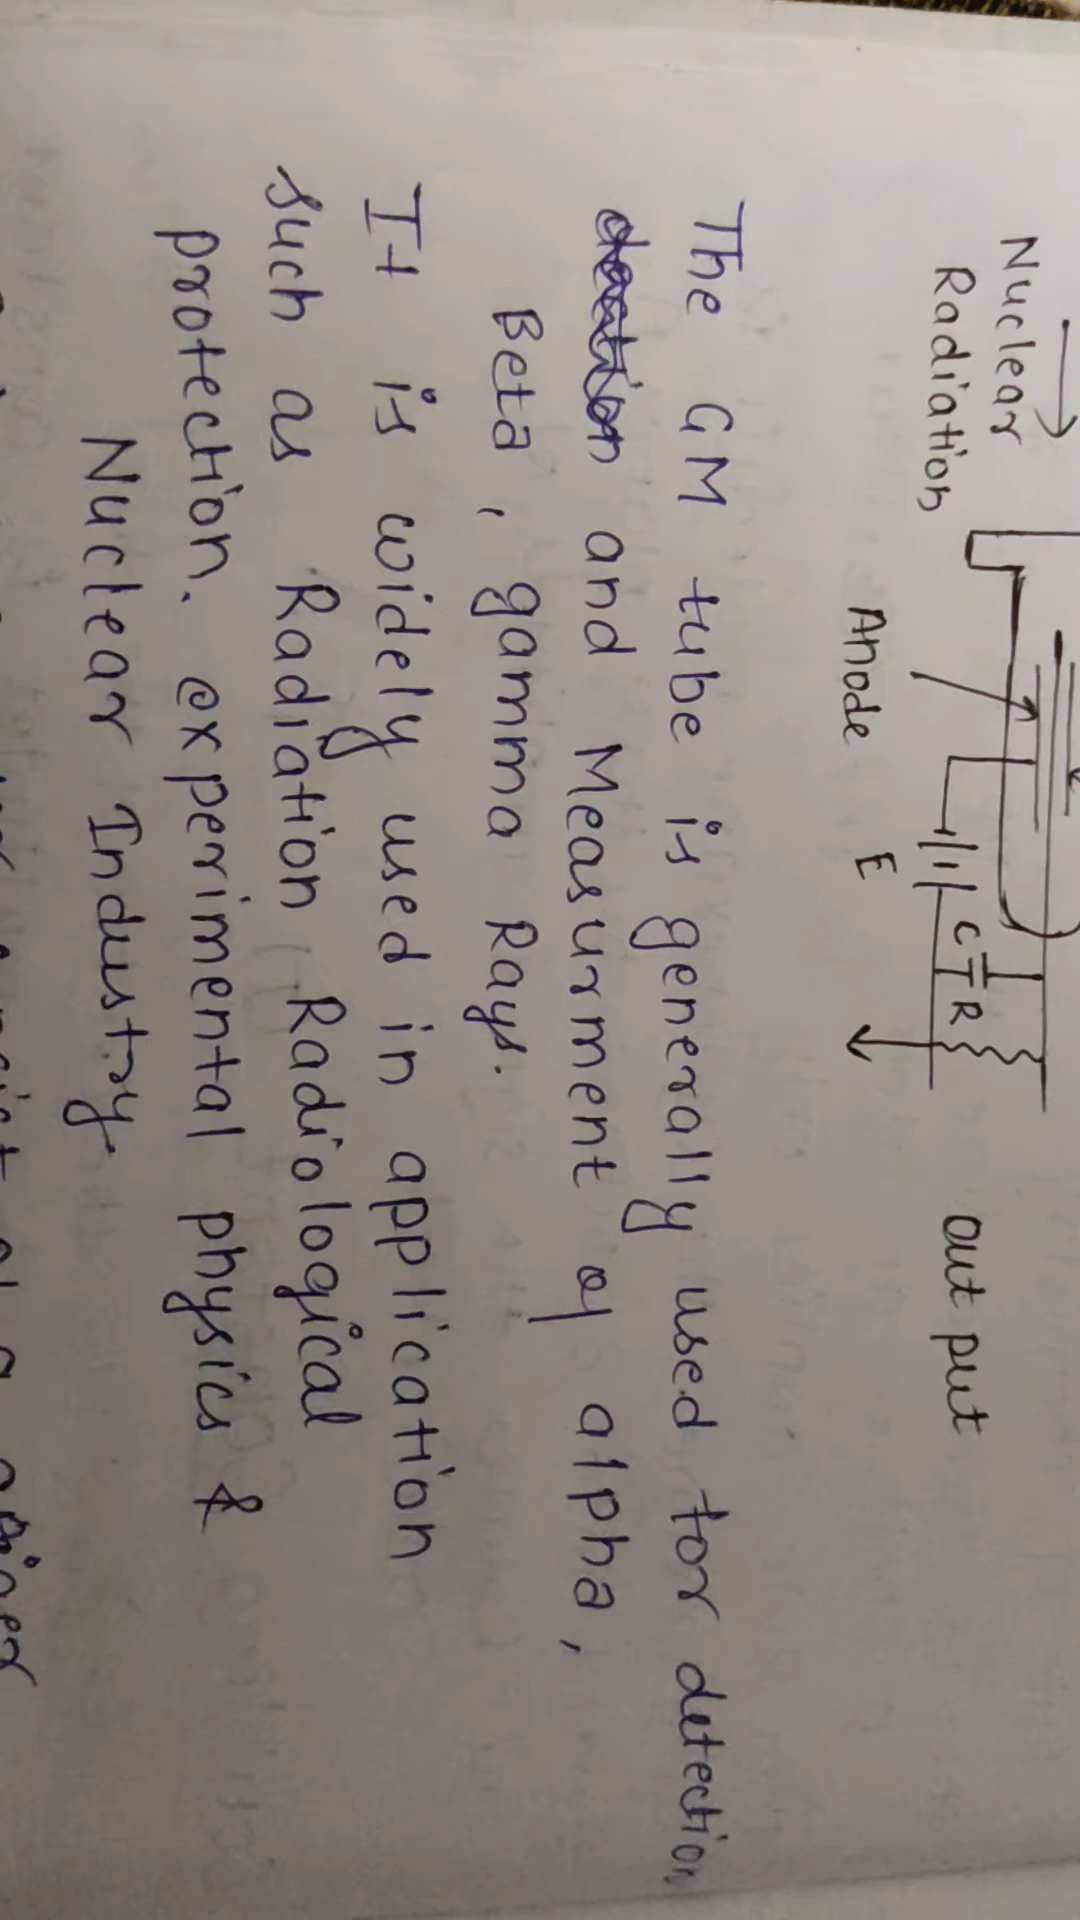 Nuclear
Radiation
Anode
E
C
R
out put
The GM tube is generally used for detection
and Measurment of alpha,
Beta, gamma Rays.
It is widely used in application
such as Radiation Radiological
protection. experimental physics &
Nuclear Industry.